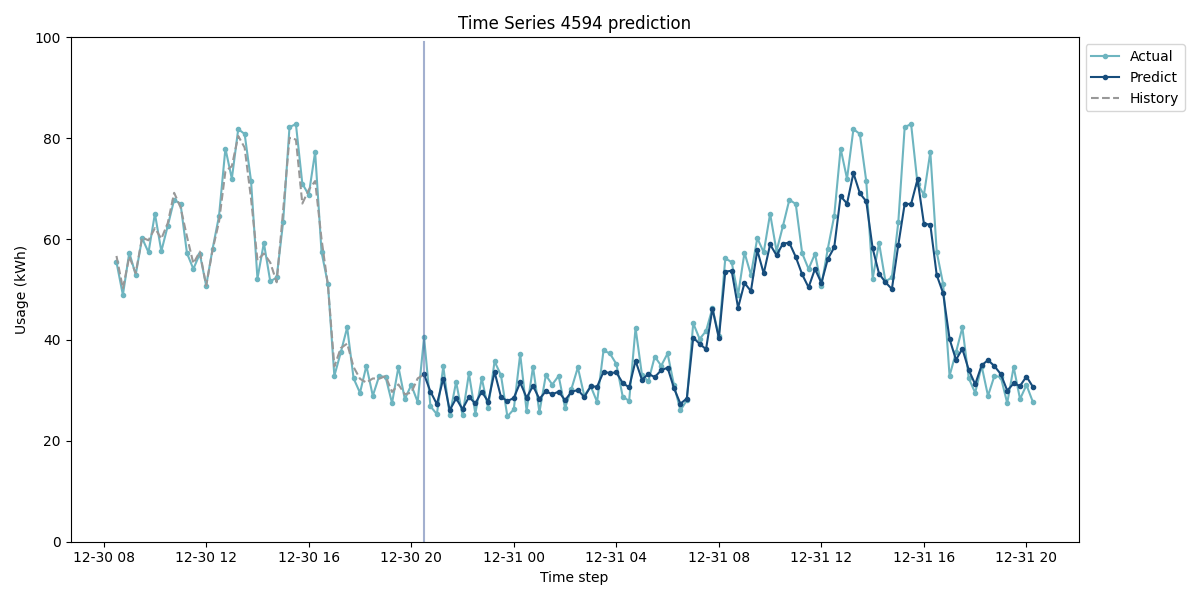 Time Series 4594 prediction
100
80
60
40
20
0
Usage (kWh)
12-30 08
12-30 12
12-30 16
12-30 20
12-31 00
12-31 04
12-31 08
12-31 12
12-31 16
12-31 20
Time step
Actual
Predict
History